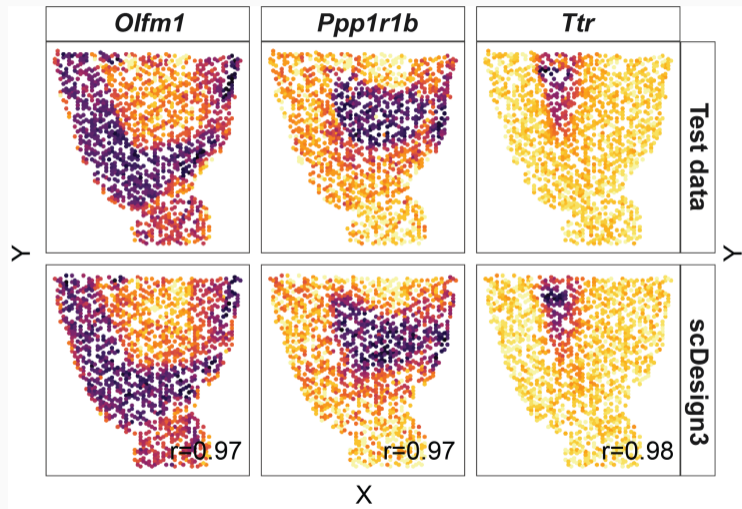 Olfm1
Ppp1r1b
Ttr
Test data
Y
Y
scDesign3
r=0.97
r=0.97
r=0.98
X